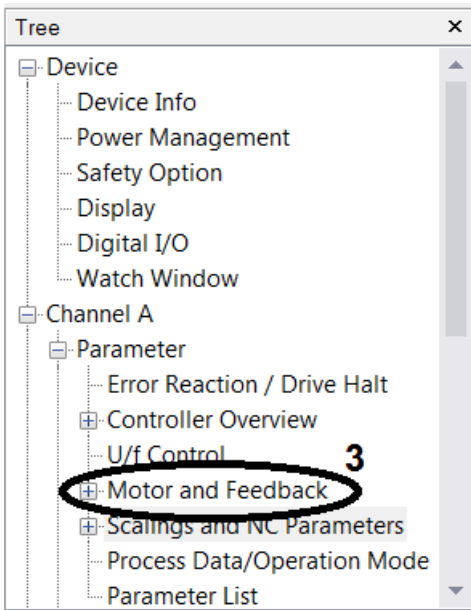 Tree
Device
Device Info
Power Management
Safety Option
Display
Digital I/O
Watch Window
Channel A
Parameter
Error Reaction / Drive Halt
Controller Overview
U/f Control
3
Motor and Feedback
Scalings and NC Parameters
Process Data/Operation Mode
Parameter List